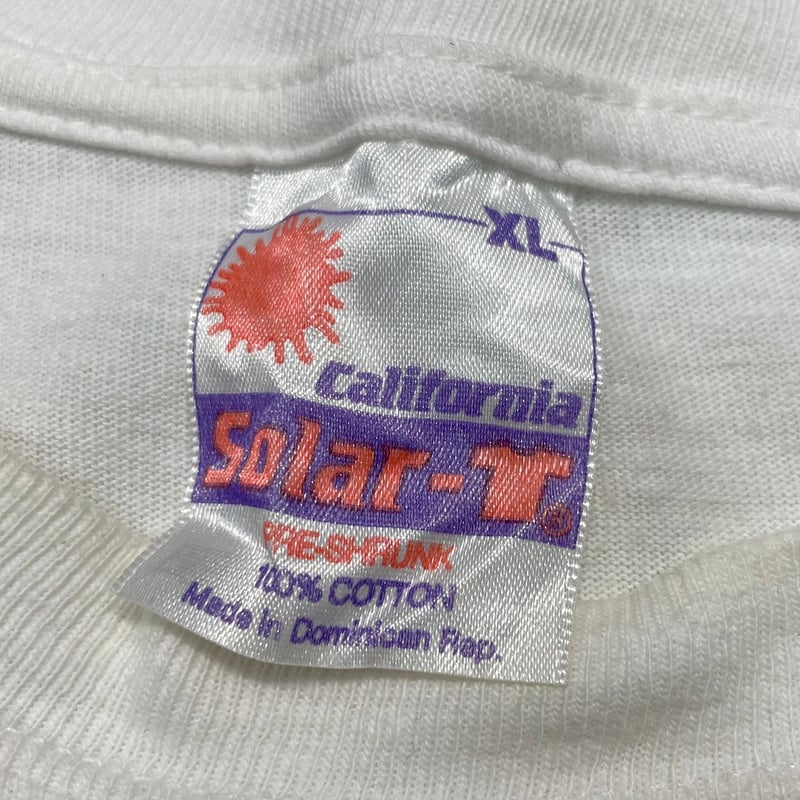 XL
California
Solar-T®
PRE-SHRUNK
100% COTTON
Made in Dominican Rep.